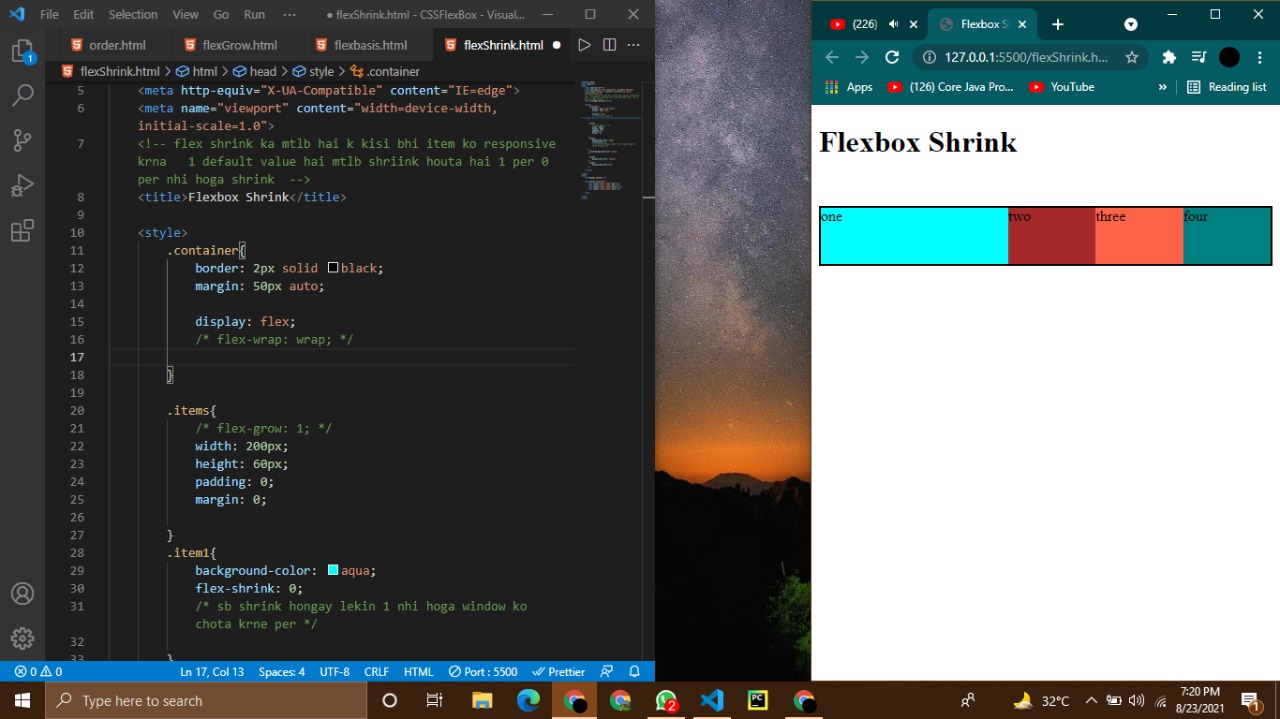 File Edit Selection View Go Run ··· ● flexShrink.html - CSSFlexBox - Visual...
order.html flexGrow.html flexbasis.html flexShrink.html ● ···
flexShrink.html > html > head > style > .container
1
5 <meta http-equiv="X-UA-Compatible" content="IE=edge">
6 <meta name="viewport" content="width=device-width,
initial-scale=1.0">
7 <!-- flex shrink ka mtlb hai k kisi bhi item ko responsive
krna   1 default value hai mtlb shriink houta hai 1 per 0
per nhi hoga shrink  -->
8 <title>Flexbox Shrink</title>
9
10 <style>
11 .container{
12 border: 2px solid black;
13 margin: 50px auto;
14
15 display: flex;
16 /* flex-wrap: wrap; */
17
18 }
19
20 .items{
21 /* flex-grow: 1; */
22 width: 200px;
23 height: 60px;
24 padding: 0;
25 margin: 0;
26
27 }
28 .item1{
29 background-color: aqua;
30 flex-shrink: 0;
31 /* sb shrink hongay lekin 1 nhi hoga window ko
chota krne per */
32
33 }
0 0 Ln 17, Col 13 Spaces: 4 UTF-8 CRLF HTML Port : 5500 Prettier
(226) Flexbox S
127.0.0.1:5500/flexShrink.h...
Apps (126) Core Java Pro... YouTube » Reading list
Flexbox Shrink
one two three four
Type here to search
PC
2
32°C
7:20 PM
8/23/2021
1